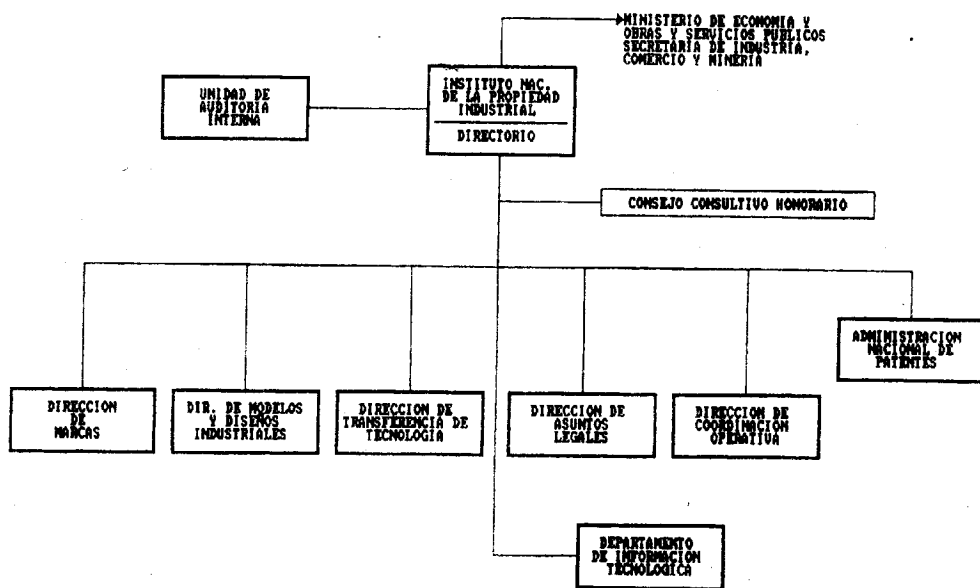 MINISTERIO DE ECONOMIA Y
OBRAS Y SERVICIOS PUBLICOS
SECRETARIA DE INDUSTRIA,
COMERCIO Y MINERIA
UNIDAD DE
AUDITORIA
INTERNA
INSTITUTO NAC.
DE LA PROPIEDAD
INDUSTRIAL
DIRECTORIO
CONSEJO CONSULTIVO HONORARIO
ADMINISTRACION
NACIONAL DE
PATENTES
DIRECCION
DE
MARCAS
DIR. DE MODELOS
Y DISEÑOS
INDUSTRIALES
DIRECCION DE
TRANSFERENCIA DE
TECNOLOGIA
DIRECCION DE
ASUNTOS
LEGALES
DIRECCION DE
COORDINACION
OPERATIVA
DEPARTAMENTO
DE INFORMACION
TECNOLOGICA